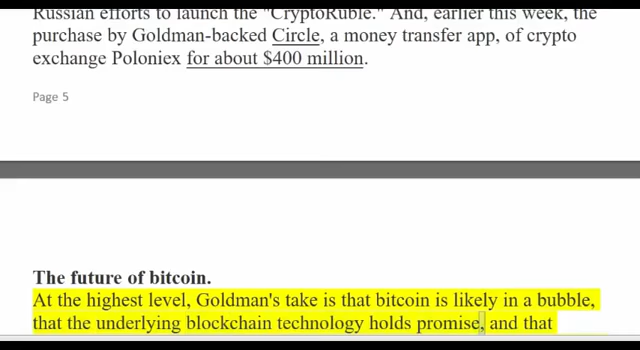 Russian efforts to launch the "CryptoRuble." And, earlier this week, the
purchase by Goldman-backed Circle, a money transfer app, of crypto
exchange Poloniex for about $400 million.
Page 5
The future of bitcoin.
At the highest level, Goldman's take is that bitcoin is likely in a bubble,
that the underlying blockchain technology holds promise, and that